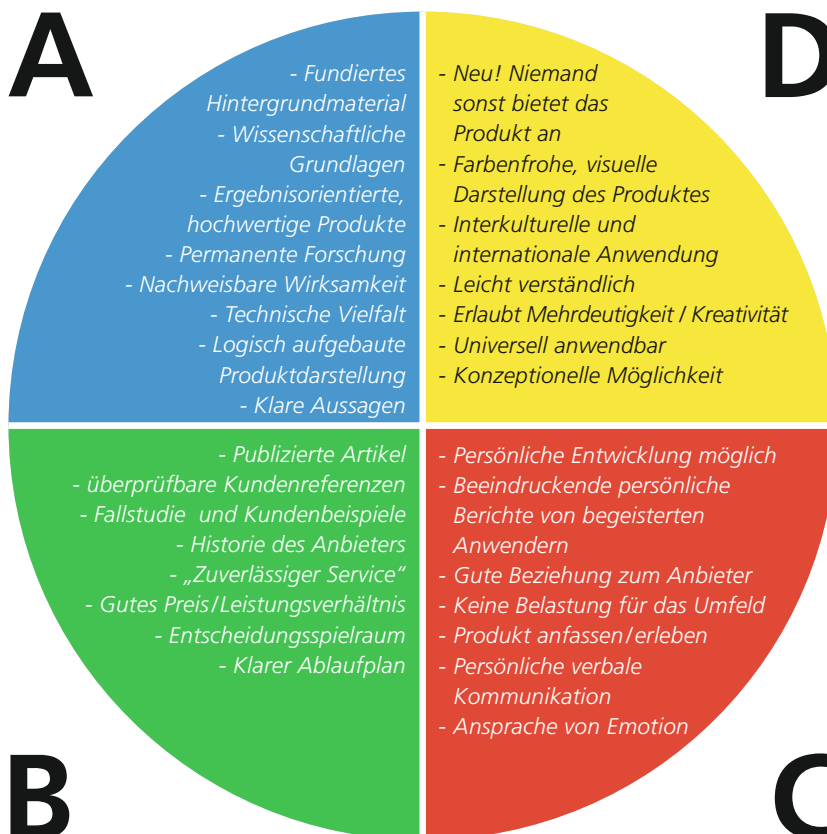 A
- Fundiertes
Hintergrundmaterial
- Wissenschaftliche
Grundlagen
- Ergebnisorientierte,
hochwertige Produkte
- Permanente Forschung
- Nachweisbare Wirksamkeit
- Technische Vielfalt
- Logisch aufgebaute
Produktdarstellung
- Klare Aussagen
D
- Neu! Niemand
sonst bietet das
Produkt an
- Farbenfrohe, visuelle
Darstellung des Produktes
- Interkulturelle und
internationale Anwendung
- Leicht verständlich
- Erlaubt Mehrdeutigkeit / Kreativität
- Universell anwendbar
- Konzeptionelle Möglichkeit
B
- Publizierte Artikel
- überprüfbare Kundenreferenzen
- Fallstudie und Kundenbeispiele
- Historie des Anbieters
- „Zuverlässiger Service“
- Gutes Preis/Leistungsverhältnis
- Entscheidungsspielraum
- Klarer Ablaufplan
C
- Persönliche Entwicklung möglich
- Beeindruckende persönliche
Berichte von begeisterten
Anwendern
- Gute Beziehung zum Anbieter
- Keine Belastung für das Umfeld
- Produkt anfassen/erleben
- Persönliche verbale
Kommunikation
- Ansprache von Emotion